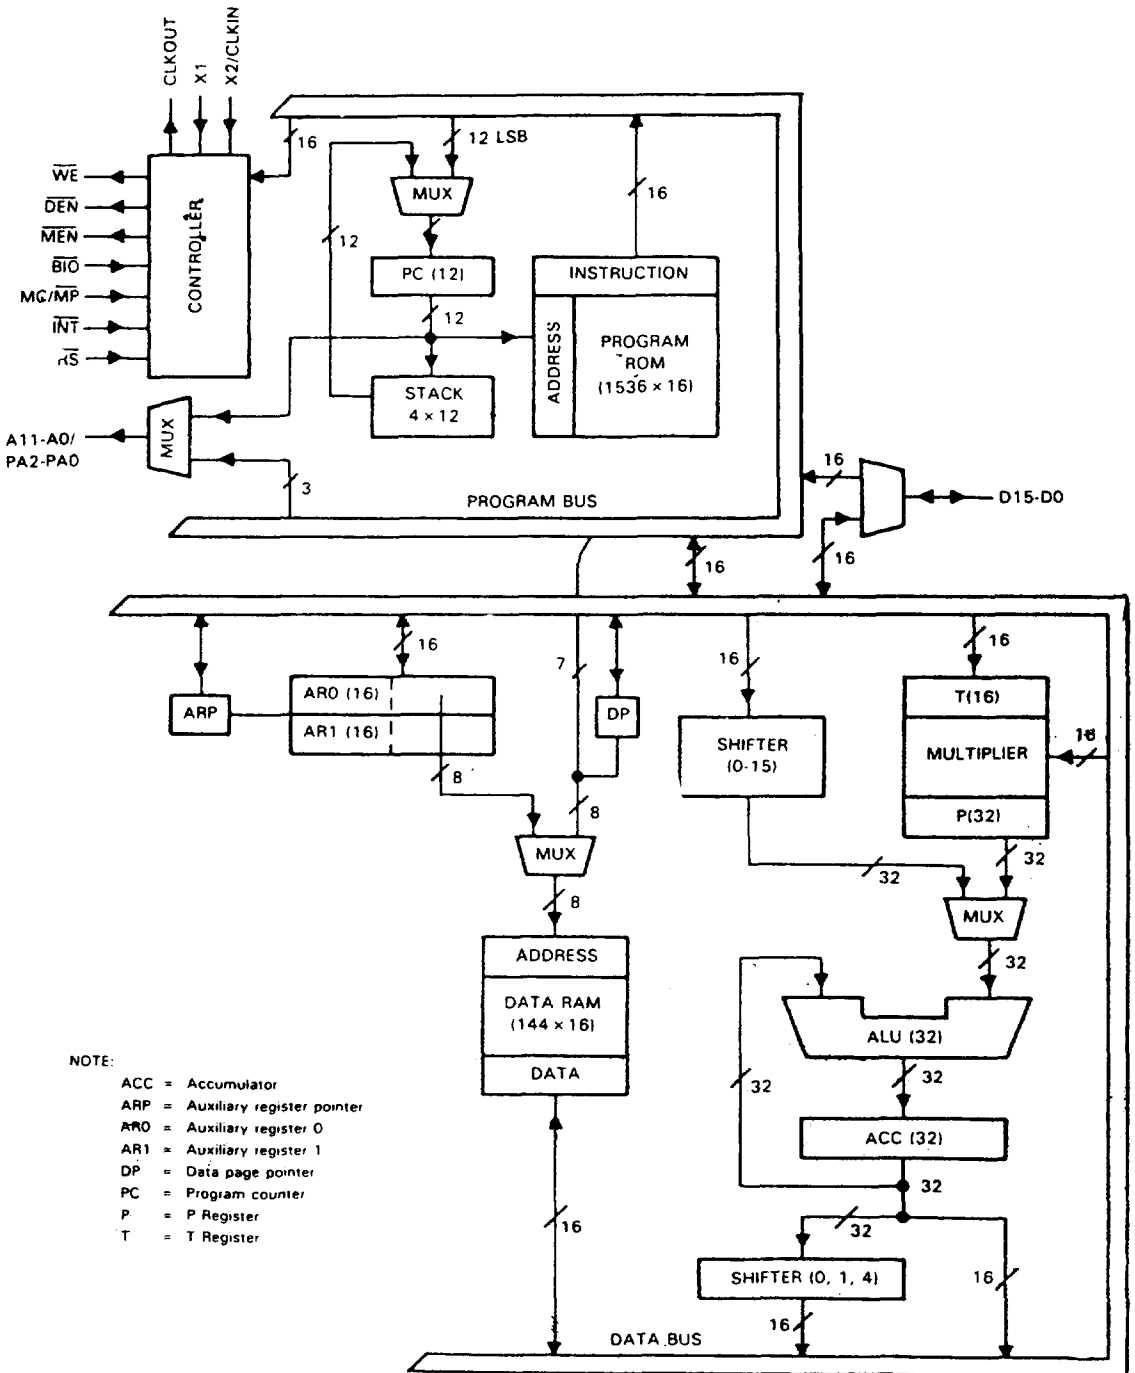 CLKOUT
X1
X2/CLKIN
WE
DEN
MEN
BIO
MC/MP
INT
RS
CONTROLLER
16
12 LSB
MUX
12
16
PC (12)
12
INSTRUCTION
ADDRESS
PROGRAM
ROM
(1536 × 16)
STACK
4 × 12
MUX
A11-A0/
PA2-PA0
3
PROGRAM BUS
16
D15-D0
16
16
16
7
16
16
ARP
AR0 (16)
AR1 (16)
DP
SHIFTER
(0-15)
T(16)
MULTIPLIER
P(32)
16
8
8
MUX
32
32
MUX
8
32
ADDRESS
DATA RAM
(144 × 16)
DATA
ALU (32)
32
32
ACC (32)
32
32
16
SHIFTER (0, 1, 4)
16
16
DATA BUS
NOTE:
ACC = Accumulator
ARP = Auxiliary register pointer
AR0 = Auxiliary register 0
AR1 = Auxiliary register 1
DP = Data page pointer
PC = Program counter
P = P Register
T = T Register